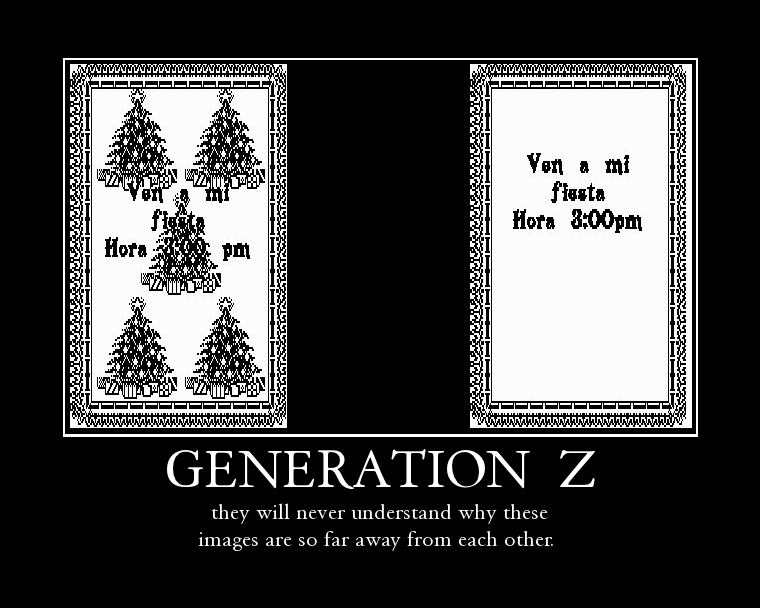 Ven a mi
fiesta
Hora 3:00 pm
Ven a mi
fiesta
Hora 3:00pm
GENERATION Z
they will never understand why these
images are so far away from each other.